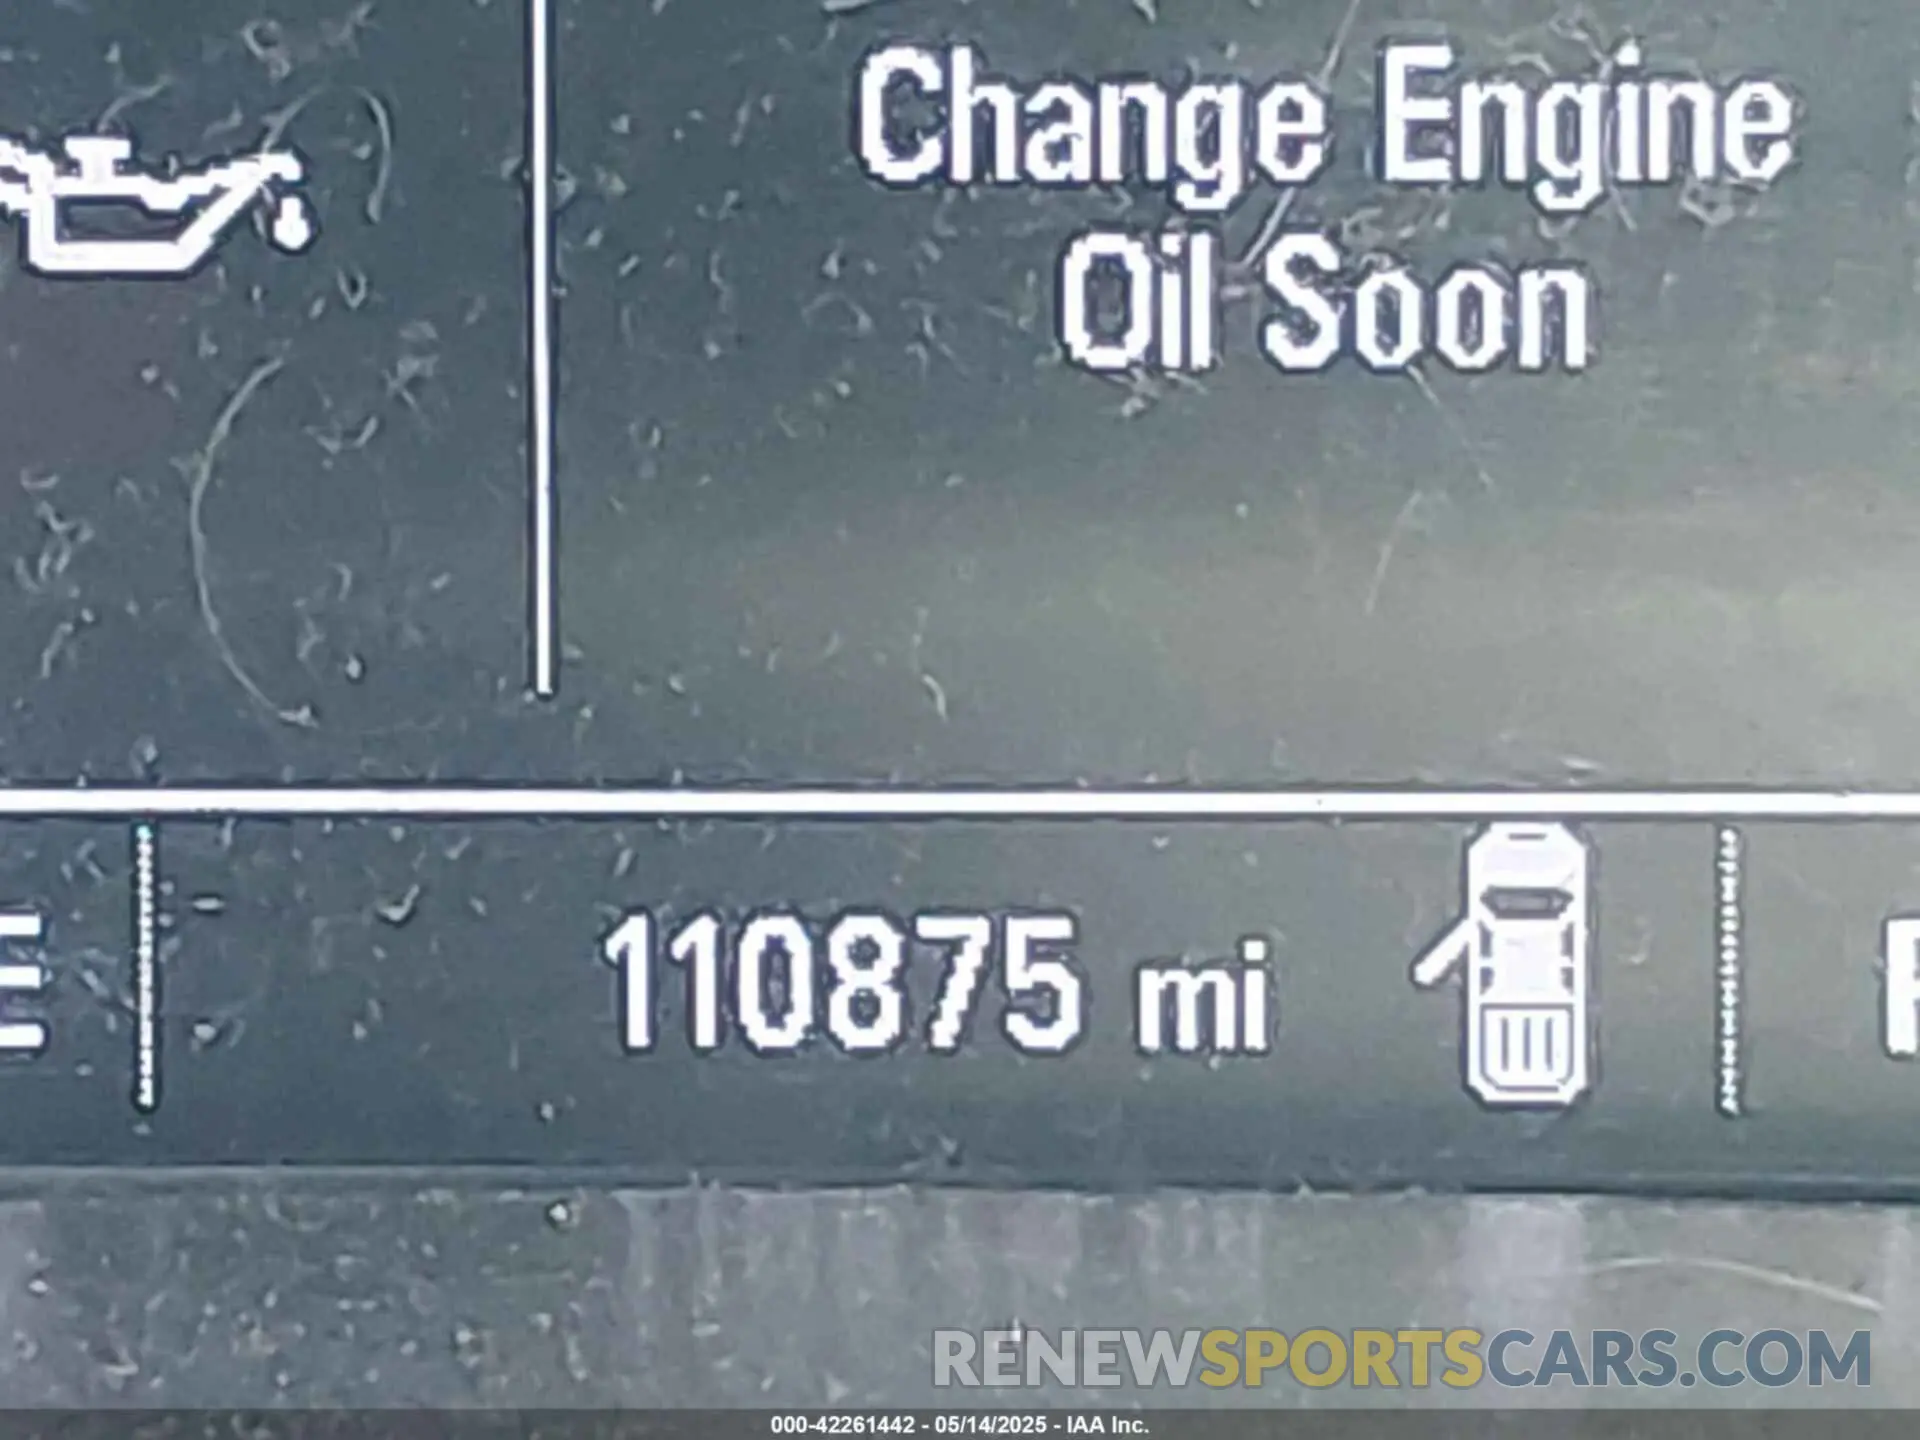 Change Engine
Oil Soon
E
110875 mi
RENEWSPORTSCARS.COM
000-42261442 - 05/14/2025 - IAA Inc.